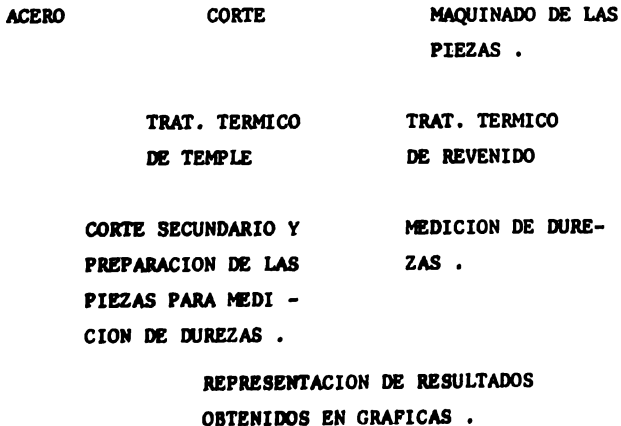 ACERO CORTE MAQUINADO DE LAS
PIEZAS .
TRAT. TERMICO TRAT. TERMICO
DE TEMPLE DE REVENIDO
CORTE SECUNDARIO Y MEDICION DE DURE-
PREPARACION DE LAS ZAS .
PIEZAS PARA MEDI -
CION DE DUREZAS .
REPRESENTACION DE RESULTADOS
OBTENIDOS EN GRAFICAS .